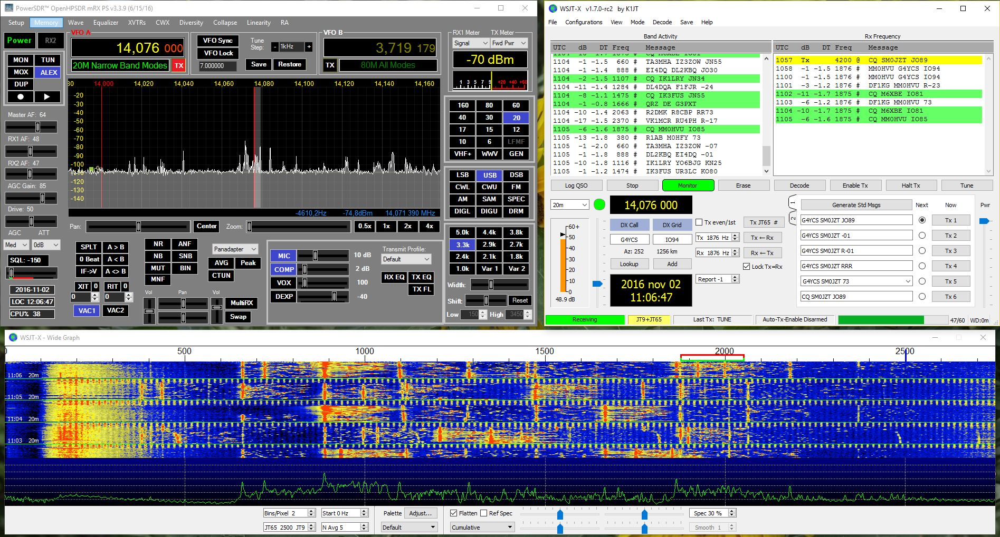 PowerSDR™ OpenHPSDR mRX PS v3.3.9 (6/15/16)
Setup Memory Wave Equalizer XVTRs CWX Diversity Collapse Linearity RA
Power RX2
MON TUN
MOX ALEX
DUP
VFO A
14,076 000
20M Narrow Band Modes TX
VFO Sync
VFO Lock
7.000000
Tune Step: - 1kHz +
Save Restore
VFO B
3,719 179
TX 80M All Modes
RX1 Meter TX Meter
Signal Fwd Pwr
-70 dBm
1 3 5 7 9 +20 +40 +60
Master AF: 64
RX1 AF: 48
RX2 AF: 47
AGC Gain: 85
Drive: 50
AGC ATT
Med 0dB
SQL: -150
2016-11-02
LOC 12:06:47
CPU% 38
80 14,000 14,020 14,040 14,060 14,080 14,100 14,120 14,140 14,160
-20
-30
-40
-50
-60
-70
-80
-90
-100
-110
-120
-130
-140
-G
-4610,2Hz -74,8dBm 14,071 390 MHz
Pan: Center Zoom: 0.5x 1x 2x 4x
160 80 60
40 30 20
17 15 12
10 6 LFMF
VHF+ WWV GEN
LSB USB DSB
CWL CWU FM
AM SAM SPEC
DIGL DIGU DRM
5.0k 4.4k 3.8k
3.3k 2.9k 2.7k
2.4k 2.1k 1.8k
1.0k Var 1 Var 2
Width:
Shift: Reset
Low 150 High 3450
SPLT A > B
0 Beat A < B
IF->V A <> B
XIT 0 RIT 0
0 0
VAC1 VAC2
NR ANF
NB SNB
MUT BIN
MNF
Panadapter
AVG Peak
CTUN
Vol Pan Vol
MultiRX
Swap
MIC 10 dB
COMP 2 dB
VOX 100
DEXP -40
Transmit Profile:
Default
RX EQ TX EQ
TX FL
WSJT-X v1.7.0-rc2 by K1JT
File Configurations View Mode Decode Save Help
Band Activity
UTC dB DT Freq Message
1104 -1 -1.5 660 # TA3MHA IZ3ZOW JN55
1104 -1 -1.4 888 # EI4DQ DL2KBQ JO30
1104 -2 -1.5 1107 # CQ IK1LRY JN34
1104 -11 -1.4 1284 # DL4DQA F1FJR -24
1104 -8 -1.1 1475 # CQ IK3FUS JN55
1104 -1 -0.8 1666 # QRZ DE G3PXT
1104 -10 -1.4 2063 # R2DMK R8CBP RR73
1104 -17 -1.5 2370 # VK1MCR RU4PH R-17
1105 -6 -1.6 1875 # CQ MM0HVU IO85
1105 -13 -1.8 380 # R1AB M0HFY 73
1105 -1 -2.0 660 # TA3MHA IZ3ZOW -07
1105 -1 -1.8 888 # DL2KBQ EI4DQ -01
1105 -10 -1.8 1116 # IK1LRY YO6BJG KN25
1105 -1 -1.2 1474 # IK3FUS UR3LC KO80
Rx Frequency
UTC dB DT Freq Message
1057 Tx 4200 @ CQ SM0JZT JO89
1058 -1 -1.5 1876 # MM0HVU G4YCS IO94
1100 -1 -1.5 1876 # MM0HVU G4YCS IO94
1101 -3 -1.2 1876 # DF1KG MM0HVU R-23
1102 -11 -1.7 1875 # CQ M6XBE IO81
1103 -6 -1.2 1876 # DF1KG MM0HVU 73
1104 -10 -1.7 1875 # CQ M6XBE IO81
1105 -6 -1.6 1875 # CQ MM0HVU IO85
Log QSO Stop Monitor Erase Decode Enable Tx Halt Tx Tune
20m 14,076 000
60+
50
40
30
20
10
0
48.9 dB
DX Call DX Grid
G4YCS IO94
Az: 252 1256 km
Lookup Add
2016 nov 02
11:06:47
Tx even/1st Tx JT65 #
Tx 1876 Hz Tx ← Rx
Rx 1876 Hz Rx ← Tx
Lock Tx=Rx
Report -1
1
2
Generate Std Msgs Next Now Pwr
G4YCS SM0JZT JO89 Tx 1
G4YCS SM0JZT -01 Tx 2
G4YCS SM0JZT R-01 Tx 3
G4YCS SM0JZT RRR Tx 4
G4YCS SM0JZT 73 Tx 5
CQ SM0JZT JO89 Tx 6
Receiving JT9+JT65 Last Tx: TUNE Auto-Tx-Enable Disarmed 47/60 WD:0m
WSJT-X - Wide Graph
0 500 1000 1500 2000 2500
11:06 20m
11:05 20m
11:04 20m
11:03 20m
Bins/Pixel 2 Start 0 Hz Palette Adjust... Flatten Ref Spec Spec 30 %
JT65 2500 JT9 N Avg 5 Default Cumulative Smooth 1